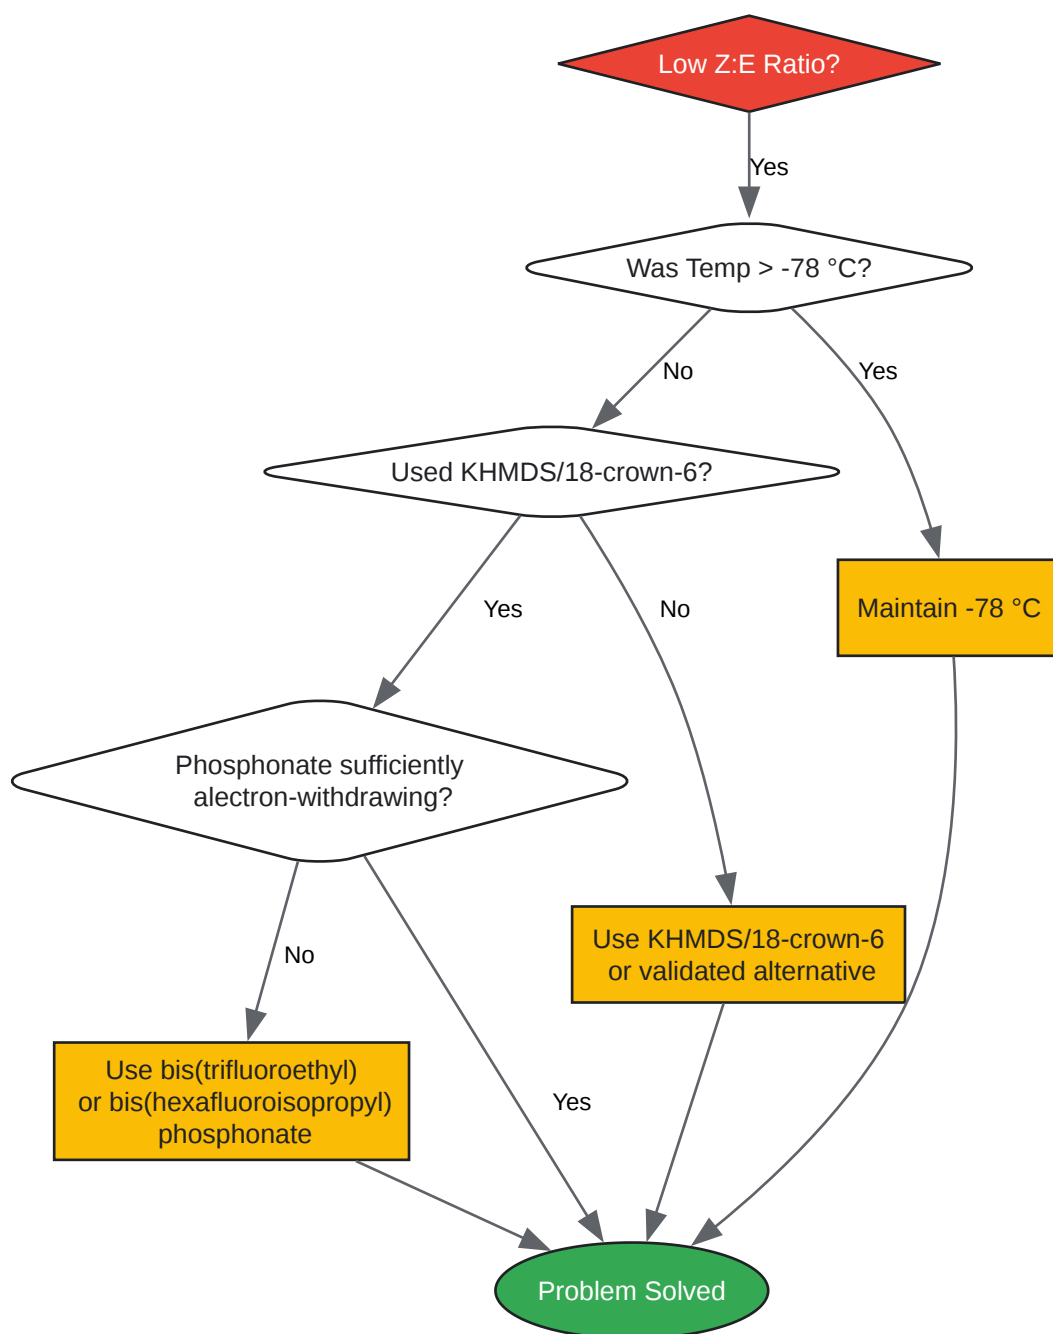 Low Z:E Ratio?
Yes
Was Temp > -78 °C?
No
Yes
Used KHMDS/18-crown-6?
Yes
No
Maintain -78 °C
Phosphonate sufficiently
alectron-withdrawing?
No
Yes
Use KHMDS/18-crown-6
or validated alternative
Use bis(trifluoroethyl)
or bis(hexafluoroisopropyl)
phosphonate
Problem Solved